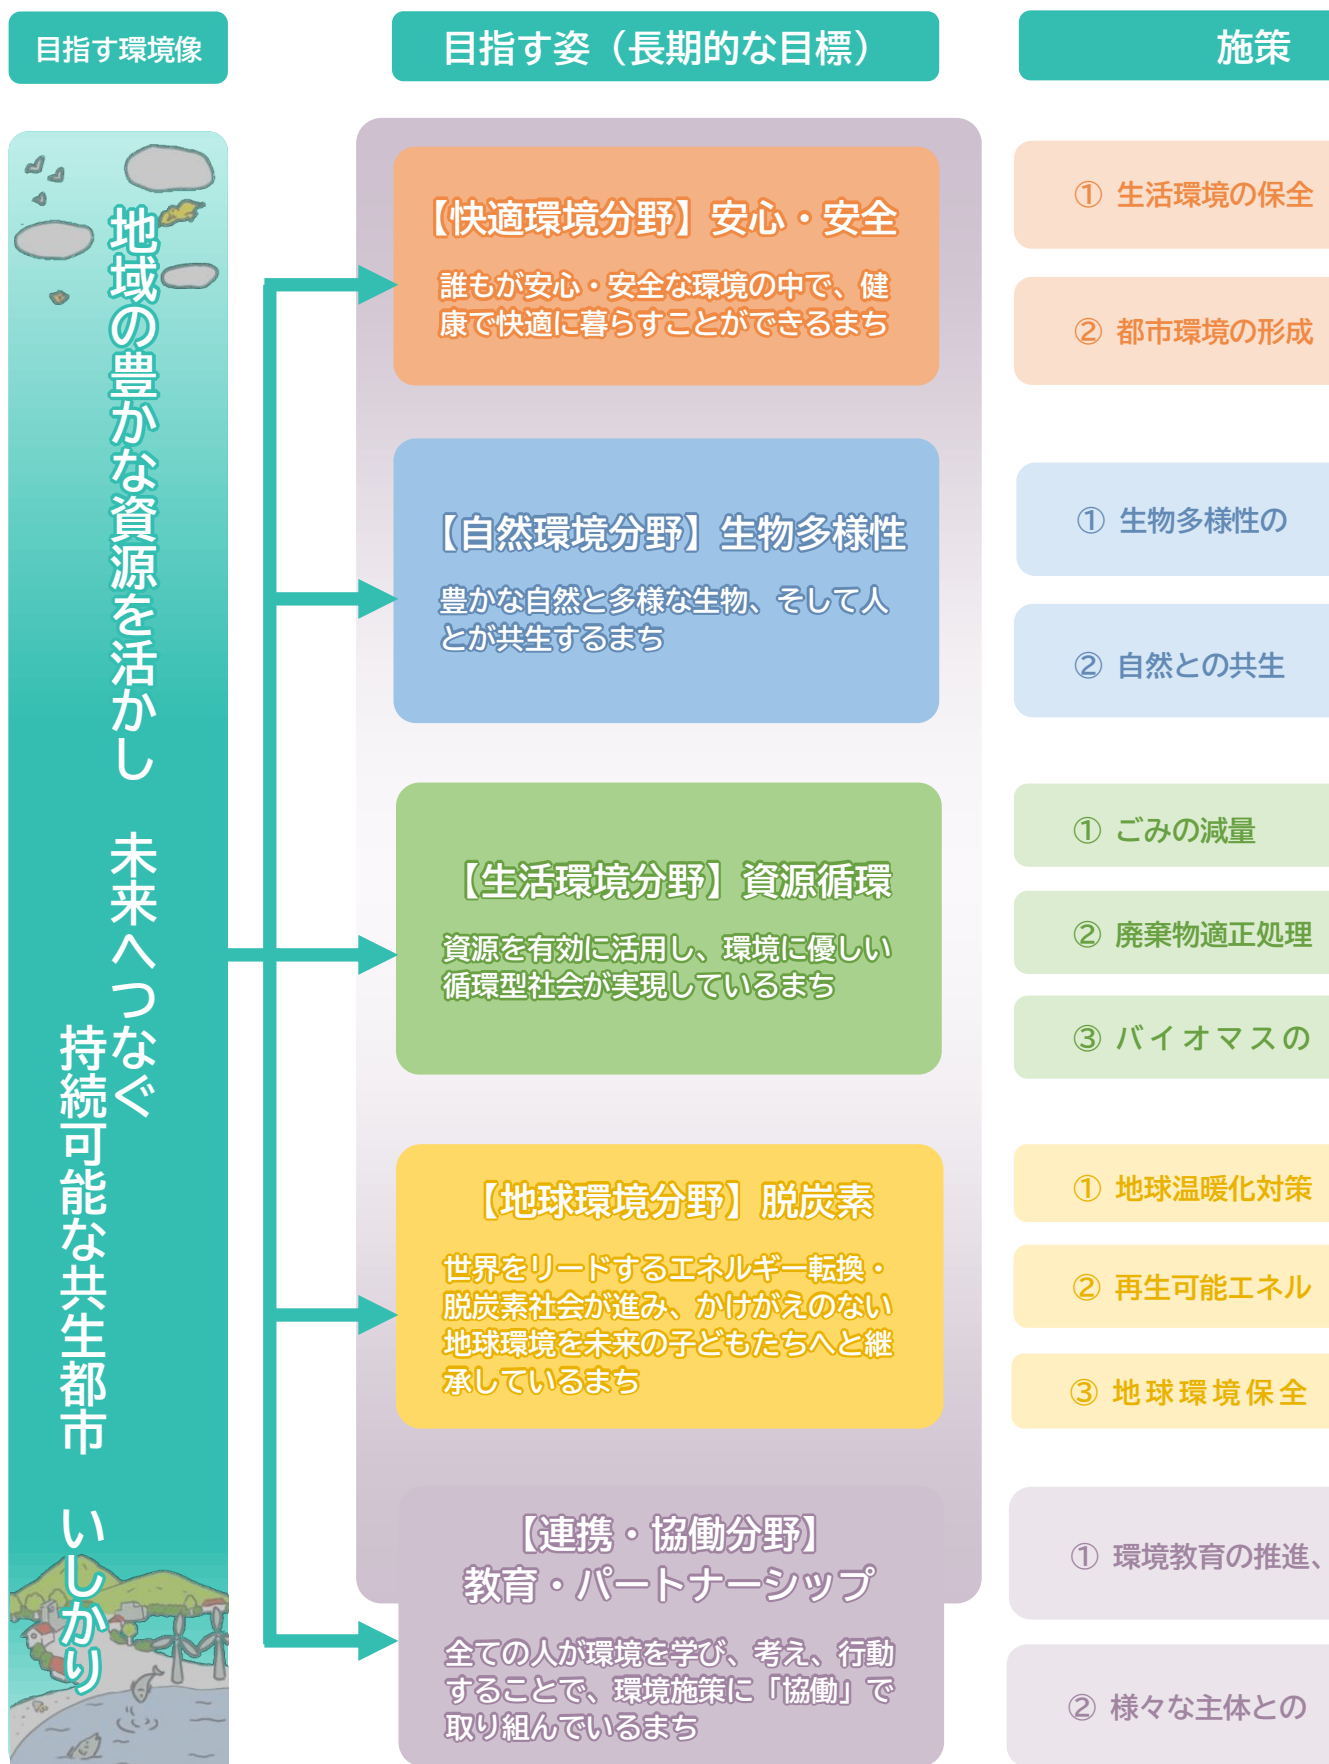 目指す環境像
目指す姿（長期的な目標）
施策
地域の豊かな資源を活かし　未来へつなぐ
持続可能な共生都市　いしかり
【快適環境分野】安心・安全
誰もが安心・安全な環境の中で、健
康で快適に暮らすことができるまち
① 生活環境の保全
② 都市環境の形成
【自然環境分野】生物多様性
豊かな自然と多様な生物、そして人
とが共生するまち
① 生物多様性の
② 自然との共生
【生活環境分野】資源循環
資源を有効に活用し、環境に優しい
循環型社会が実現しているまち
① ごみの減量
② 廃棄物適正処理
③ バイオマスの
【地球環境分野】脱炭素
世界をリードするエネルギー転換・
脱炭素社会が進み、かけがえのない
地球環境を未来の子どもたちへと継
承しているまち
① 地球温暖化対策
② 再生可能エネル
③ 地球環境保全
【連携・協働分野】
教育・パートナーシップ
全ての人が環境を学び、考え、行動
することで、環境施策に「協働」で
取り組んでいるまち
① 環境教育の推進、
② 様々な主体との